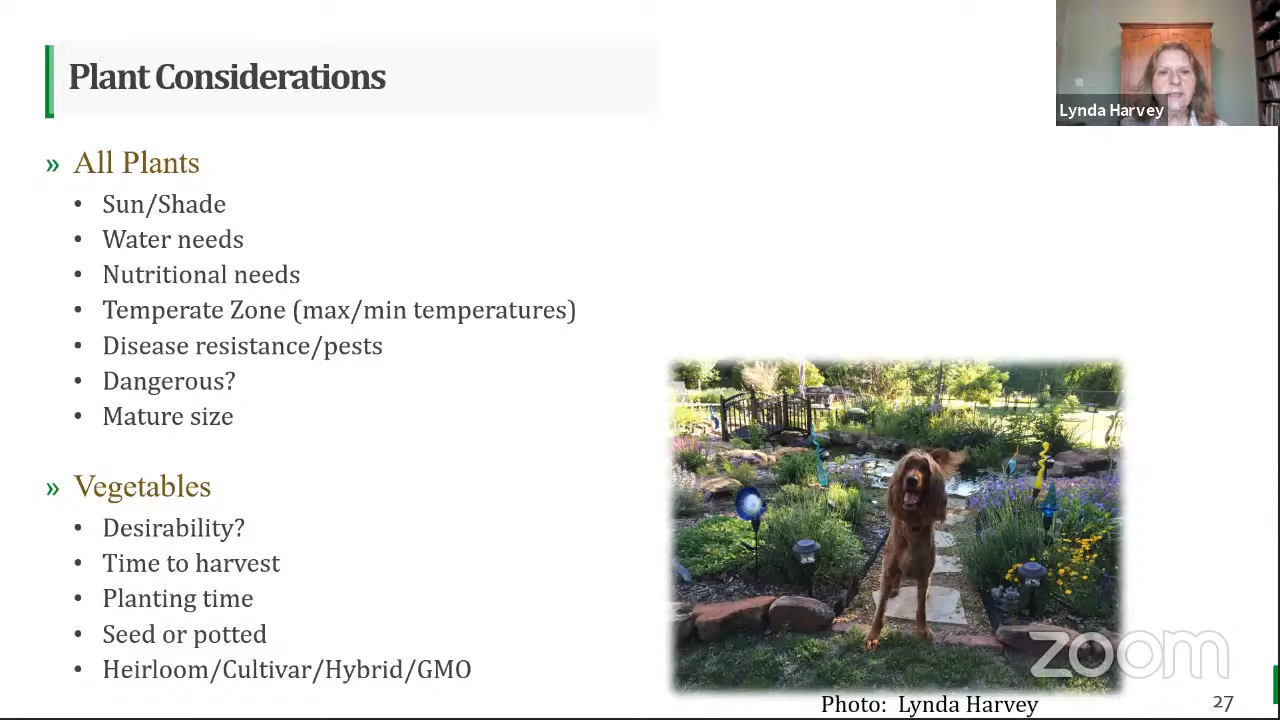 Plant Considerations
Lynda Harvey
» All Plants
• Sun/Shade
• Water needs
• Nutritional needs
• Temperate Zone (max/min temperatures)
• Disease resistance/pests
• Dangerous?
• Mature size
» Vegetables
• Desirability?
• Time to harvest
• Planting time
• Seed or potted
• Heirloom/Cultivar/Hybrid/GMO
zoom
Photo: Lynda Harvey
27